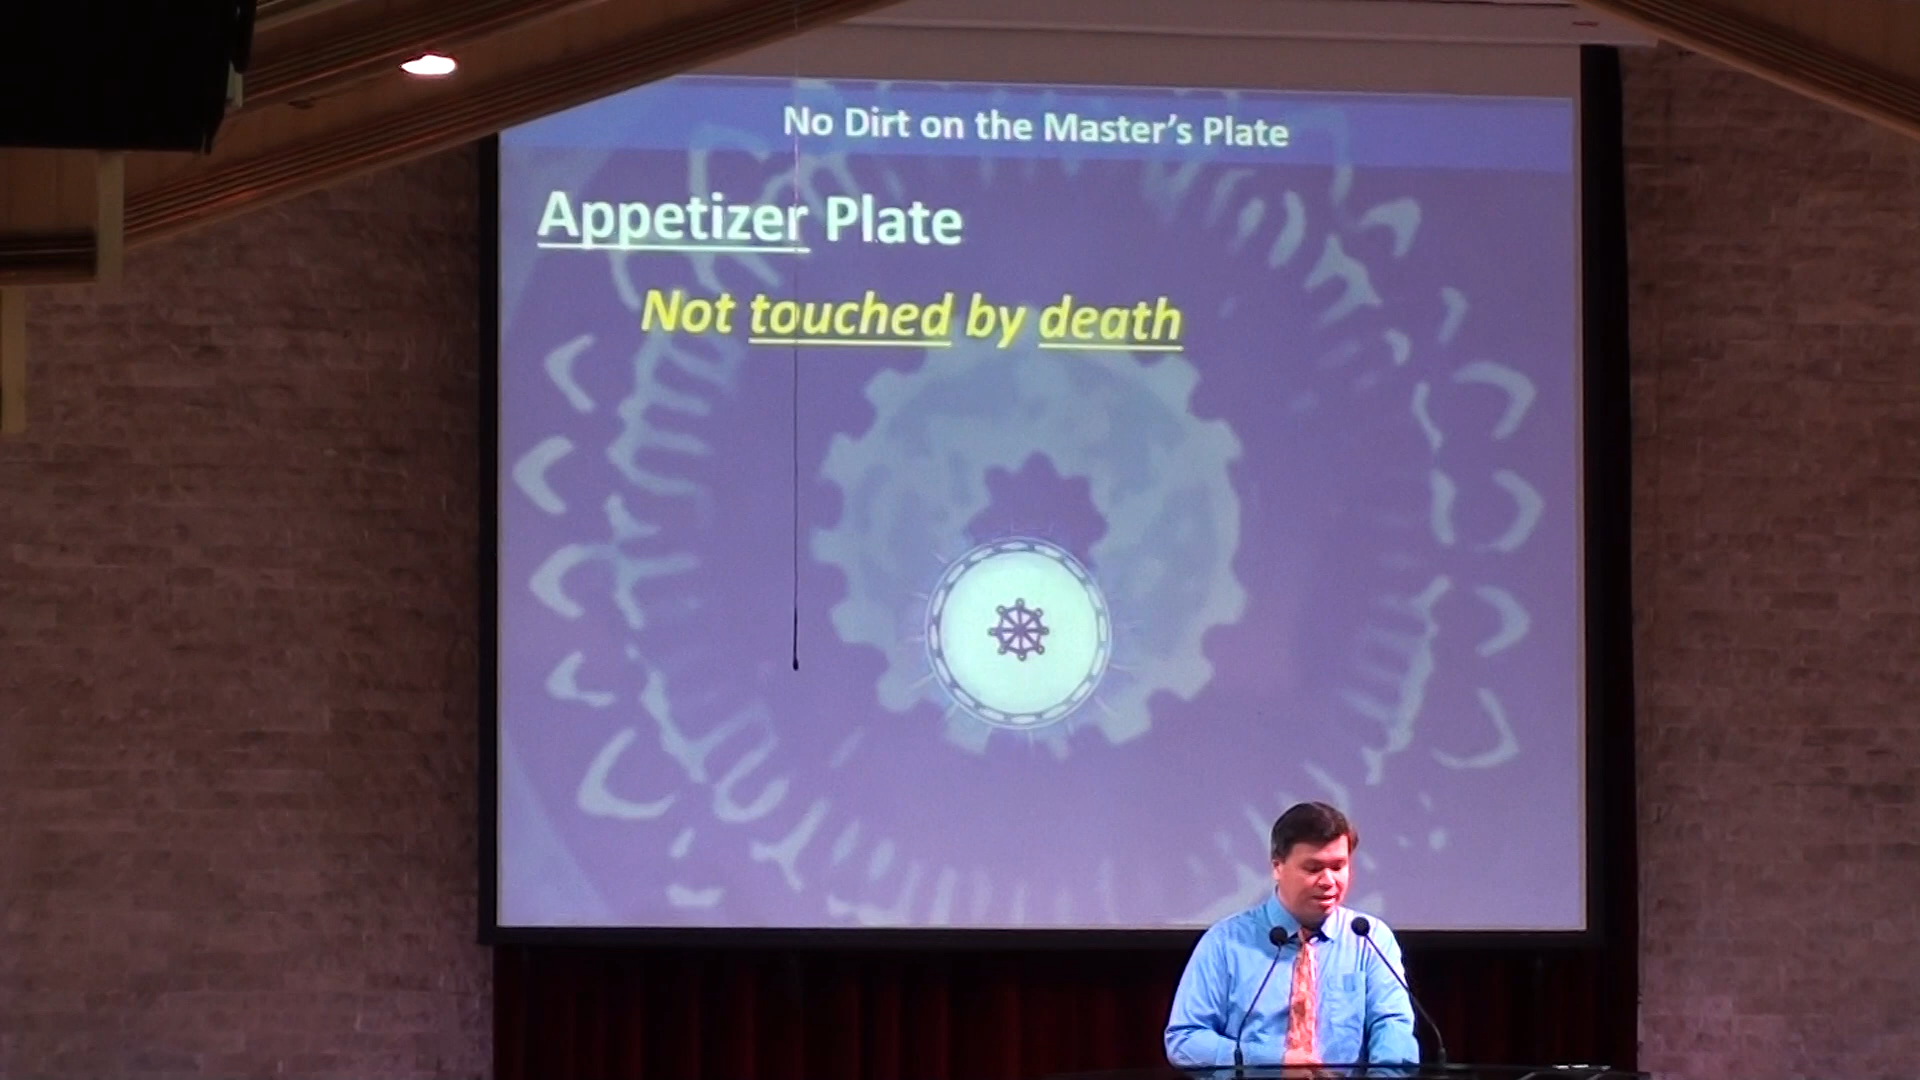 No Dirt on the Master's Plate
Appetizer Plate
Not touched by death